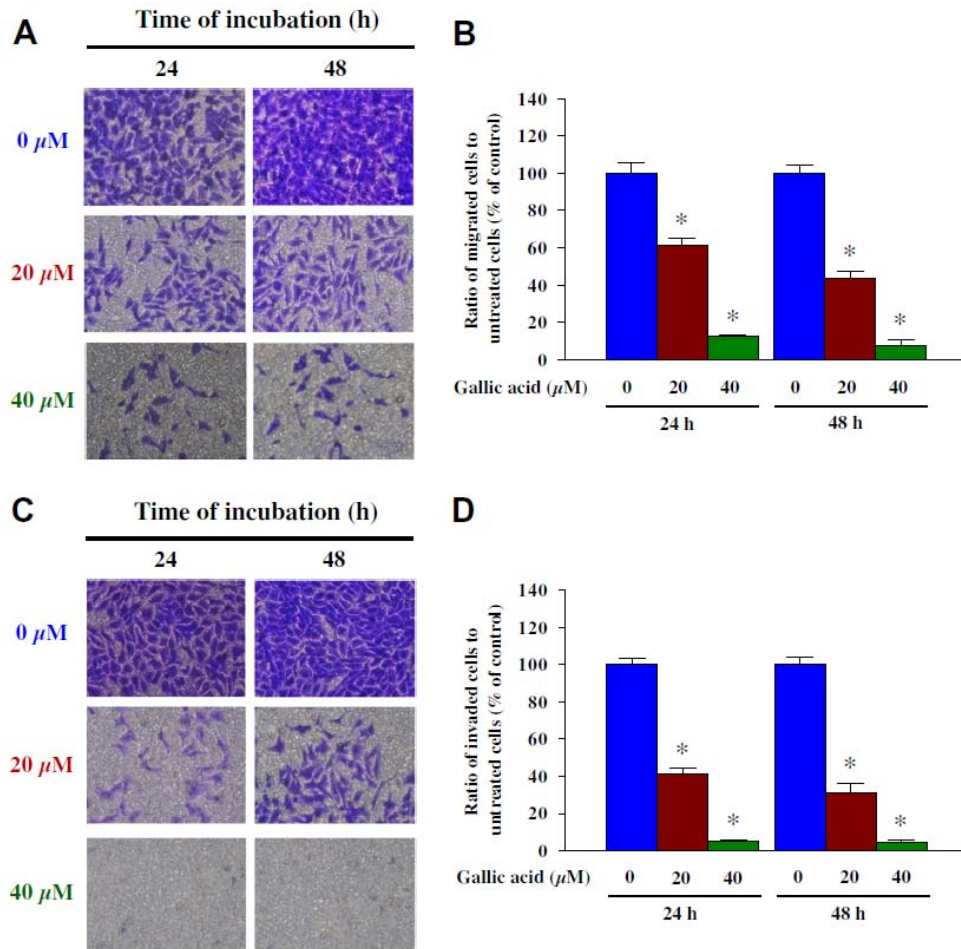 A
Time of incubation (h)
24 48
0 µM
20 µM
40 µM
B
Ratio of migrated cells to
untreated cells (% of control)
140
120
100
80
60
40
20
0
* * * *
Gallic acid (µM) 0 20 40 0 20 40
24 h 48 h
C
Time of incubation (h)
24 48
0 µM
20 µM
40 µM
D
Ratio of invaded cells to
untreated cells (% of control)
140
120
100
80
60
40
20
0
* * * *
Gallic acid (µM) 0 20 40 0 20 40
24 h 48 h